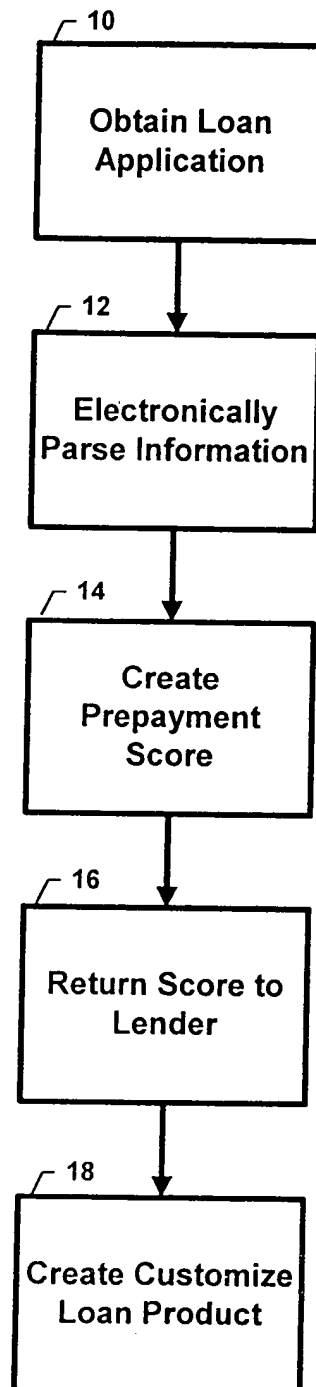 10
Obtain Loan
Application
12
Electronically
Parse Information
14
Create
Prepayment
Score
16
Return Score to
Lender
18
Create Customize
Loan Product